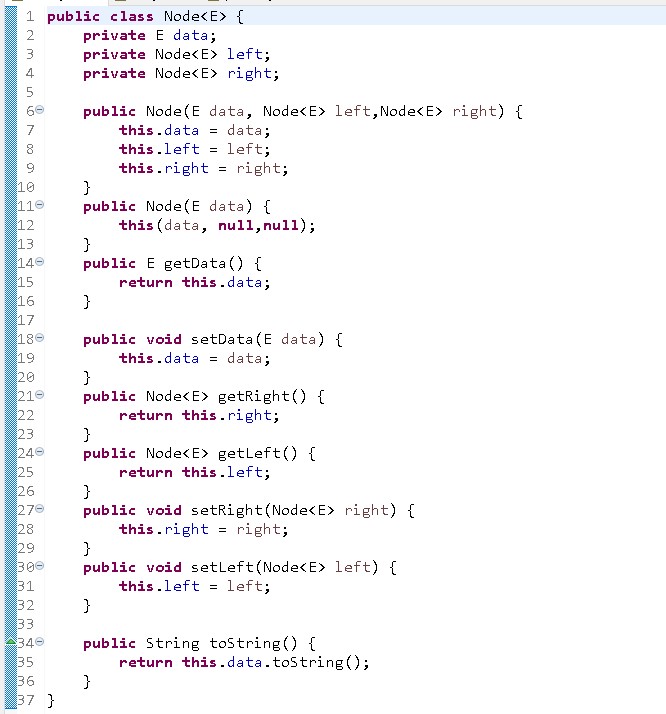 1 public class Node<E> {
2 private E data;
3 private Node<E> left;
4 private Node<E> right;
5
6 public Node(E data, Node<E> left,Node<E> right) {
7 this.data = data;
8 this.left = left;
9 this.right = right;
10 }
11 public Node(E data) {
12 this(data, null,null);
13 }
14 public E getData() {
15 return this.data;
16 }
17
18 public void setData(E data) {
19 this.data = data;
20 }
21 public Node<E> getRight() {
22 return this.right;
23 }
24 public Node<E> getLeft() {
25 return this.left;
26 }
27 public void setRight(Node<E> right) {
28 this.right = right;
29 }
30 public void setLeft(Node<E> left) {
31 this.left = left;
32 }
33
34 public String toString() {
35 return this.data.toString();
36 }
37 }